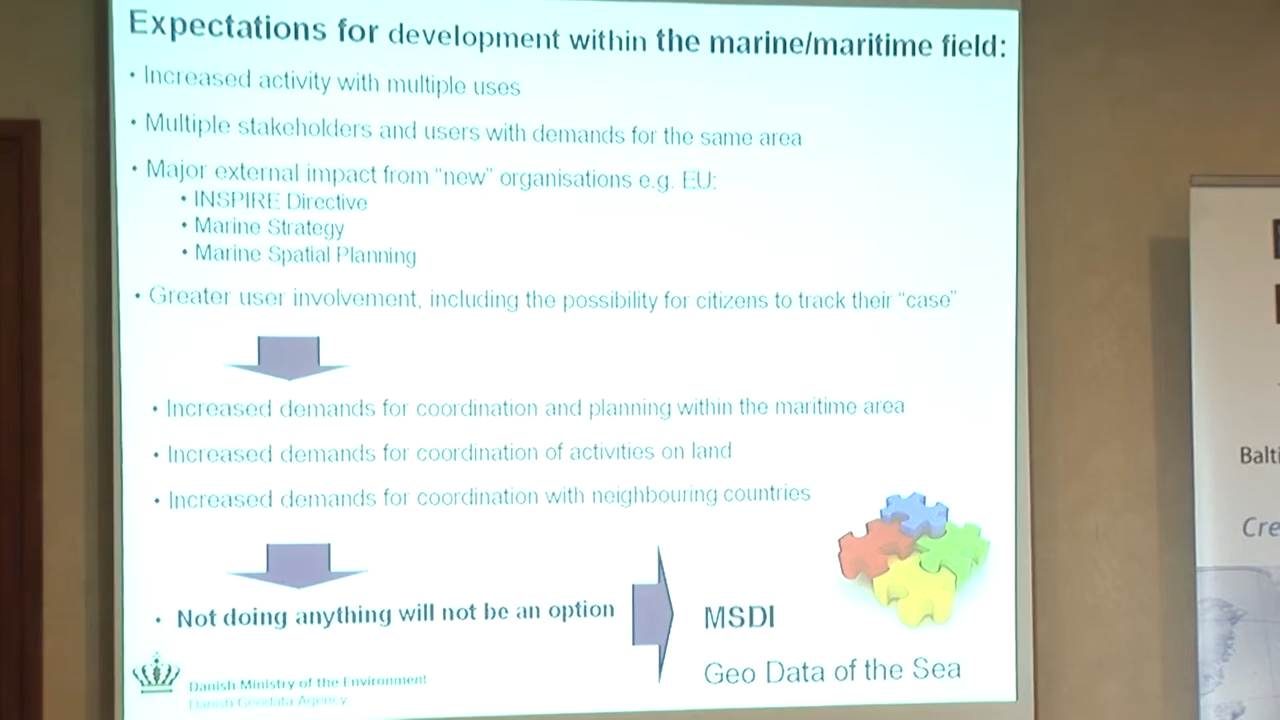 Expectations for development within the marine/maritime field:
• Increased activity with multiple uses
• Multiple stakeholders and users with demands for the same area
• Major external impact from “new” organisations e.g. EU:
• INSPIRE Directive
• Marine Strategy
• Marine Spatial Planning
• Greater user involvement, including the possibility for citizens to track their “case”
• Increased demands for coordination and planning within the maritime area
• Increased demands for coordination of activities on land
• Increased demands for coordination with neighbouring countries
• Not doing anything will not be an option
MSDI
Geo Data of the Sea
Danish Ministry of the Environment
Danish Geodata Agency
Balti
Cre